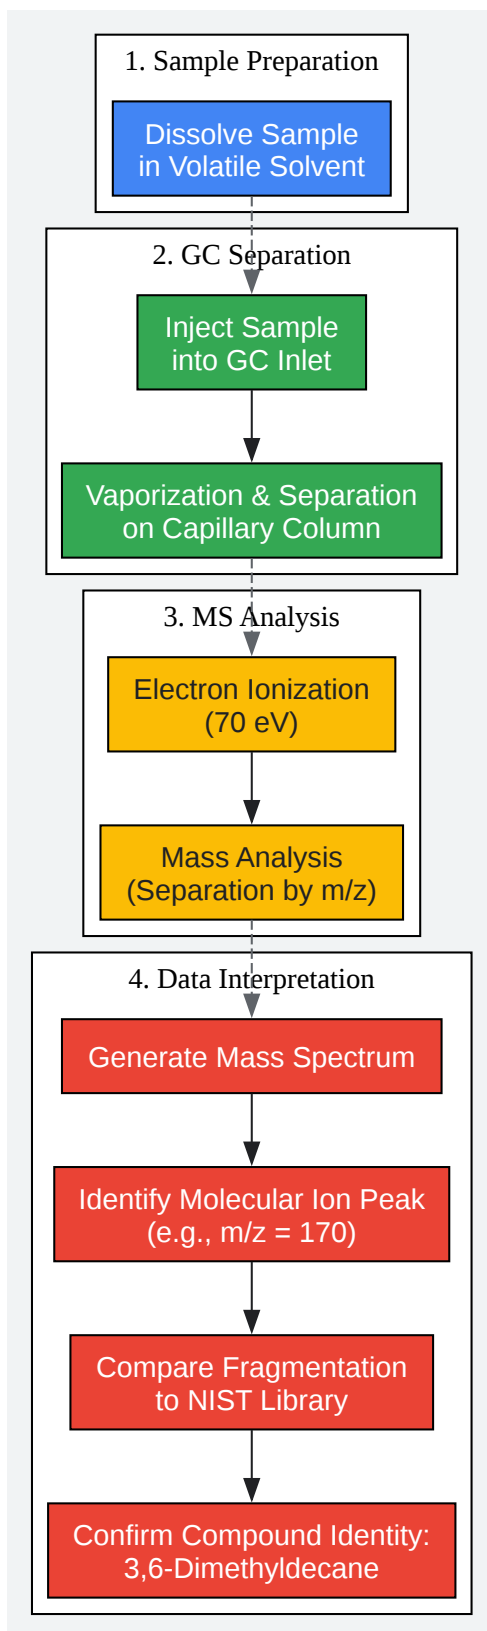 1. Sample Preparation
Dissolve Sample
in Volatile Solvent
2. GC Separation
Inject Sample
into GC Inlet
Vaporization & Separation
on Capillary Column
3. MS Analysis
Electron Ionization
(70 eV)
Mass Analysis
(Separation by m/z)
4. Data Interpretation
Generate Mass Spectrum
Identify Molecular Ion Peak
(e.g., m/z = 170)
Compare Fragmentation
to NIST Library
Confirm Compound Identity:
3,6-Dimethyldecane